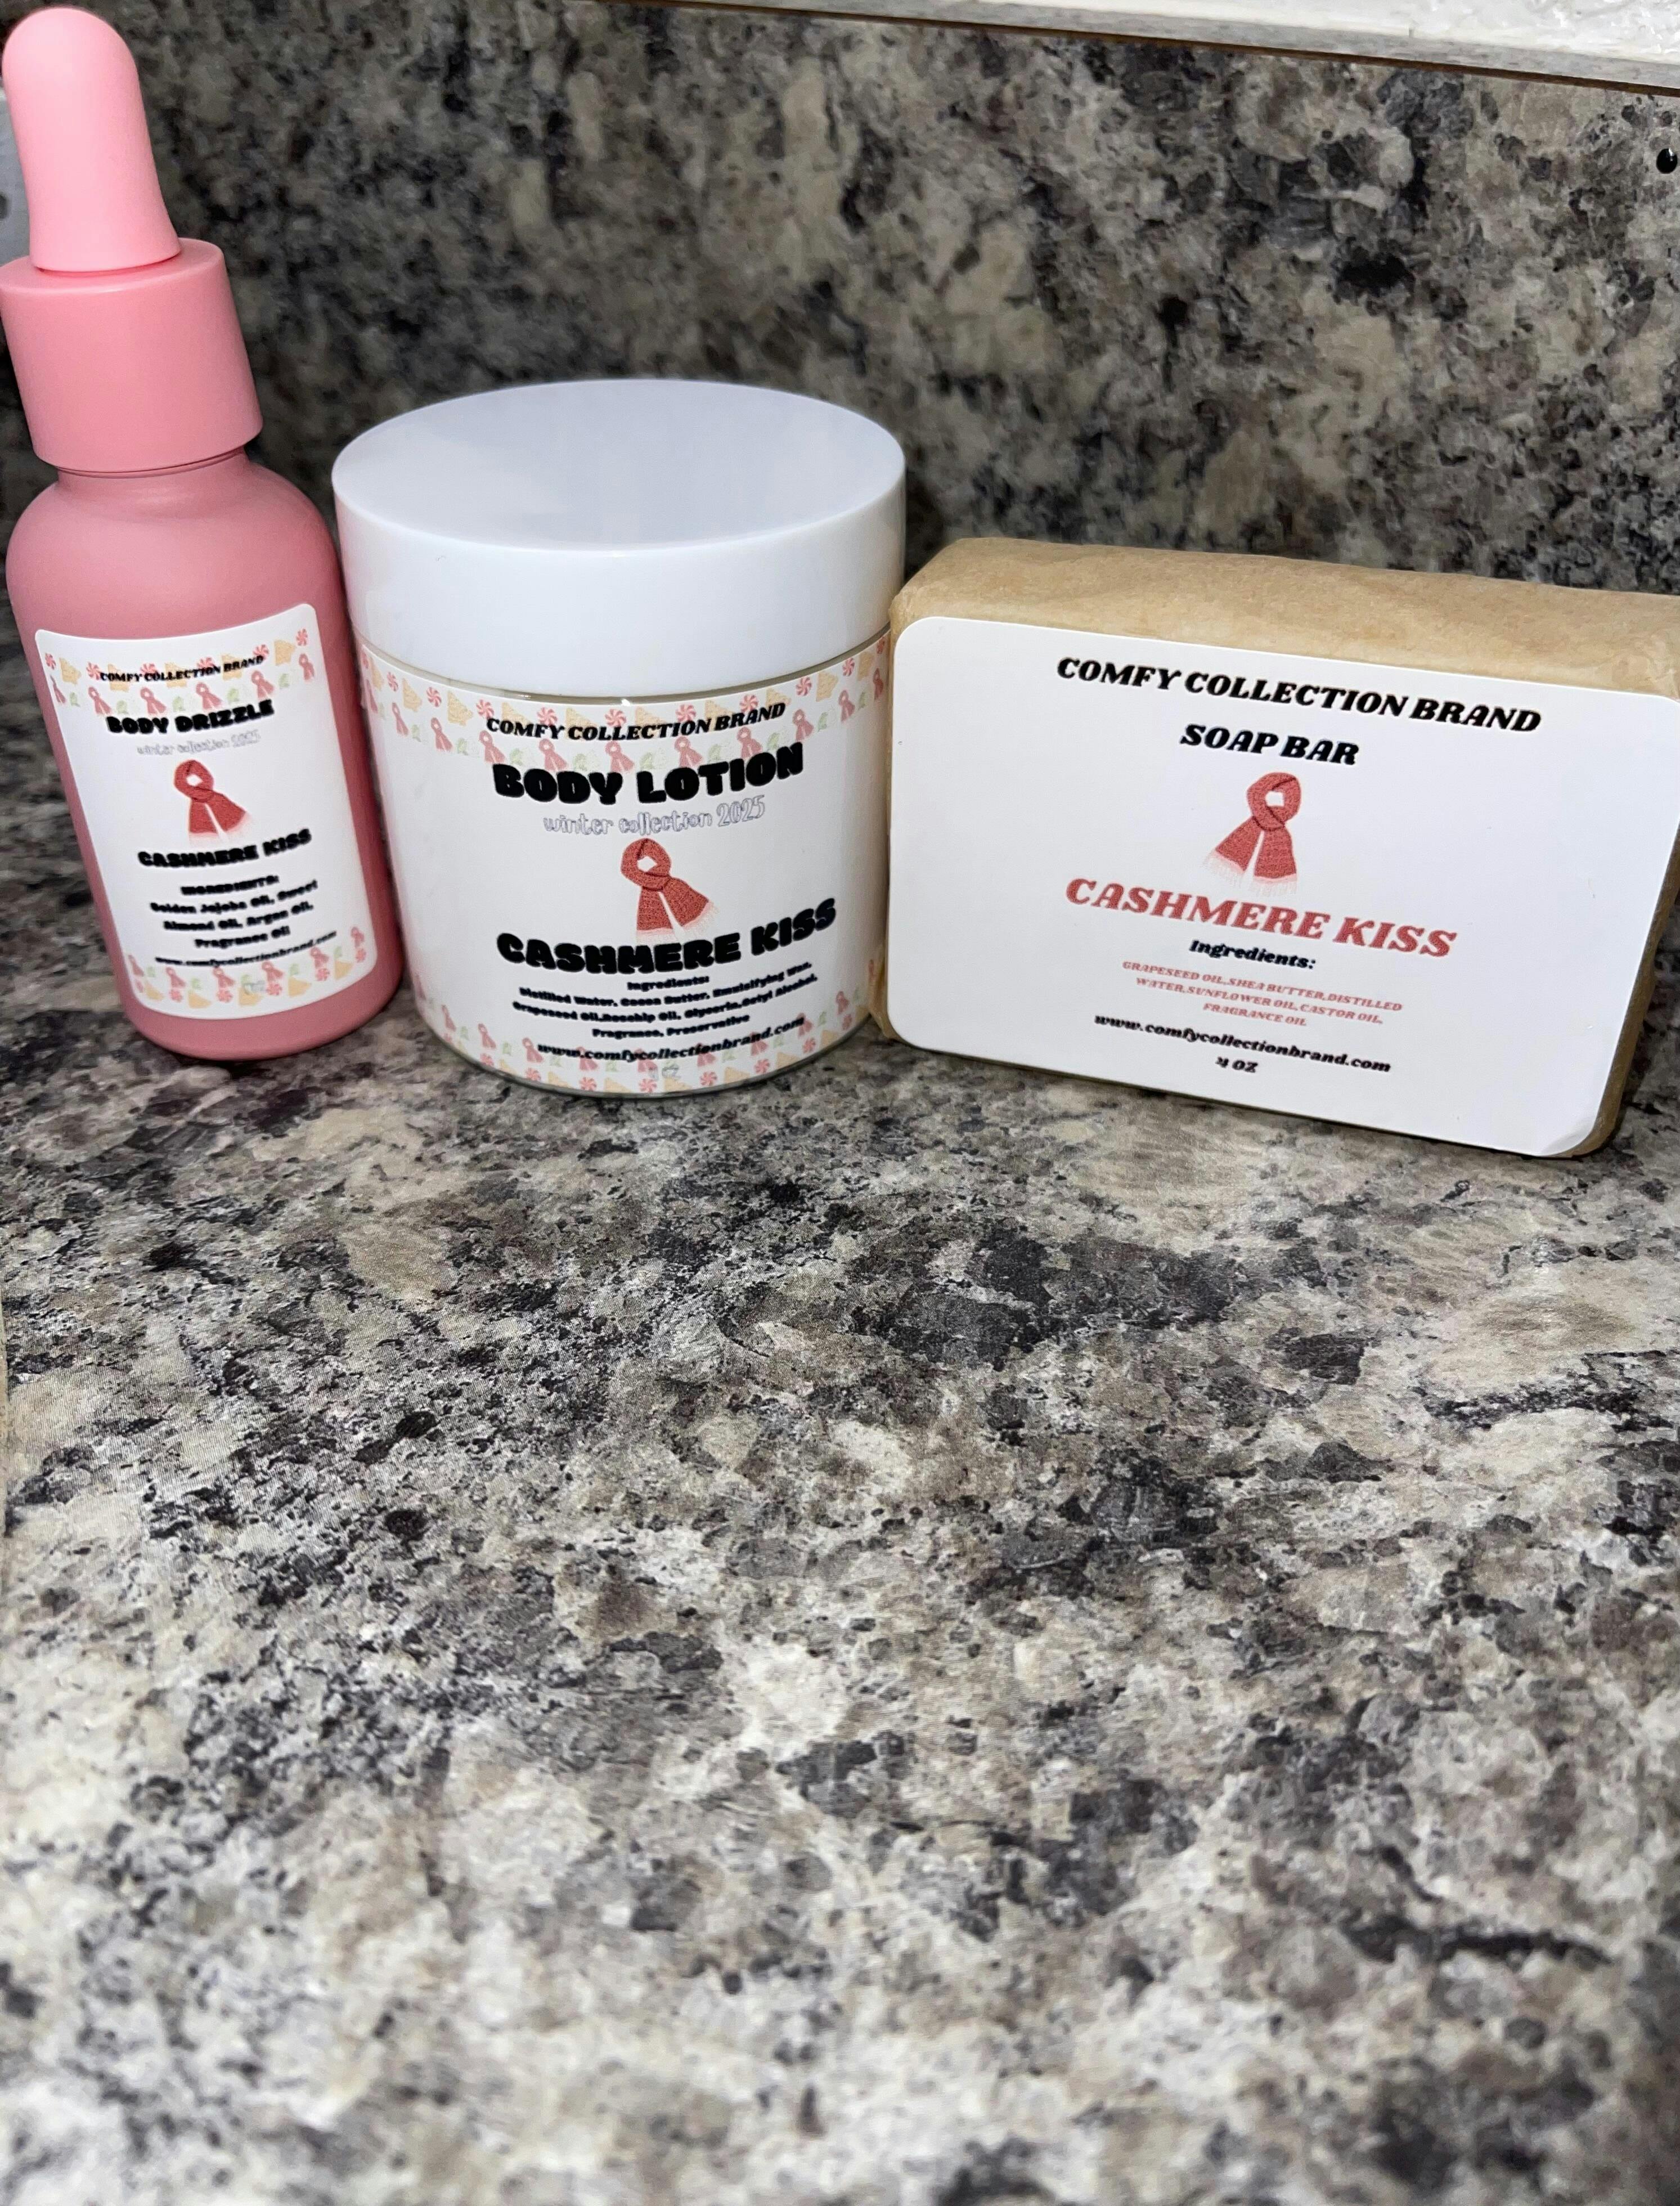 COMFY COLLECTION BRAND
BODY DRIZZLE
winter collection 2025
CASHMERE KISS
INGREDIENTS:
Golden Jojoba Oil, Sweet
Almond Oil, Argan Oil,
Fragrance Oil
www.comfycollectionbrand.com
COMFY COLLECTION BRAND
BODY LOTION
winter collection 2025
CASHMERE KISS
Ingredients:
Distilled Water, Cocoa Butter, Emulsifying Wax,
Grapeseed Oil,Rosehip Oil, Glycerin,Cetyl Alcohol,
Fragrance, Preservative
www.comfycollectionbrand.com
COMFY COLLECTION BRAND
SOAP BAR
CASHMERE KISS
Ingredients:
GRAPESEED OIL,SHEA BUTTER,DISTILLED
WATER,SUNFLOWER OIL,CASTOR OIL,
FRAGRANCE OIL
www.comfycollectionbrand.com
4 OZ